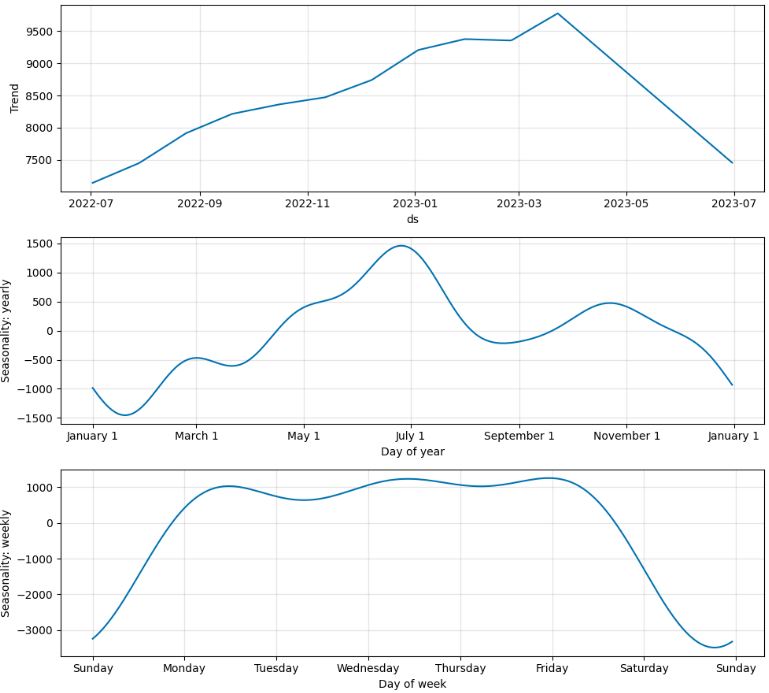 9500
9000
8500
8000
7500
Trend
2022-07 2022-09 2022-11 2023-01 2023-03 2023-05 2023-07
ds
1500
1000
500
0
−500
−1000
−1500
Seasonality: yearly
January 1 March 1 May 1 July 1 September 1 November 1 January 1
Day of year
1000
0
−1000
−2000
−3000
Seasonality: weekly
Sunday Monday Tuesday Wednesday Thursday Friday Saturday Sunday
Day of week